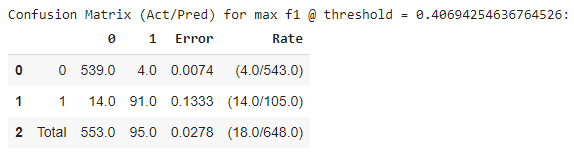 Confusion Matrix (Act/Pred) for max f1 @ threshold = 0.40694254636764526:
0 1 Error Rate
0 0 539.0 4.0 0.0074 (4.0/543.0)
1 1 14.0 91.0 0.1333 (14.0/105.0)
2 Total 553.0 95.0 0.0278 (18.0/648.0)